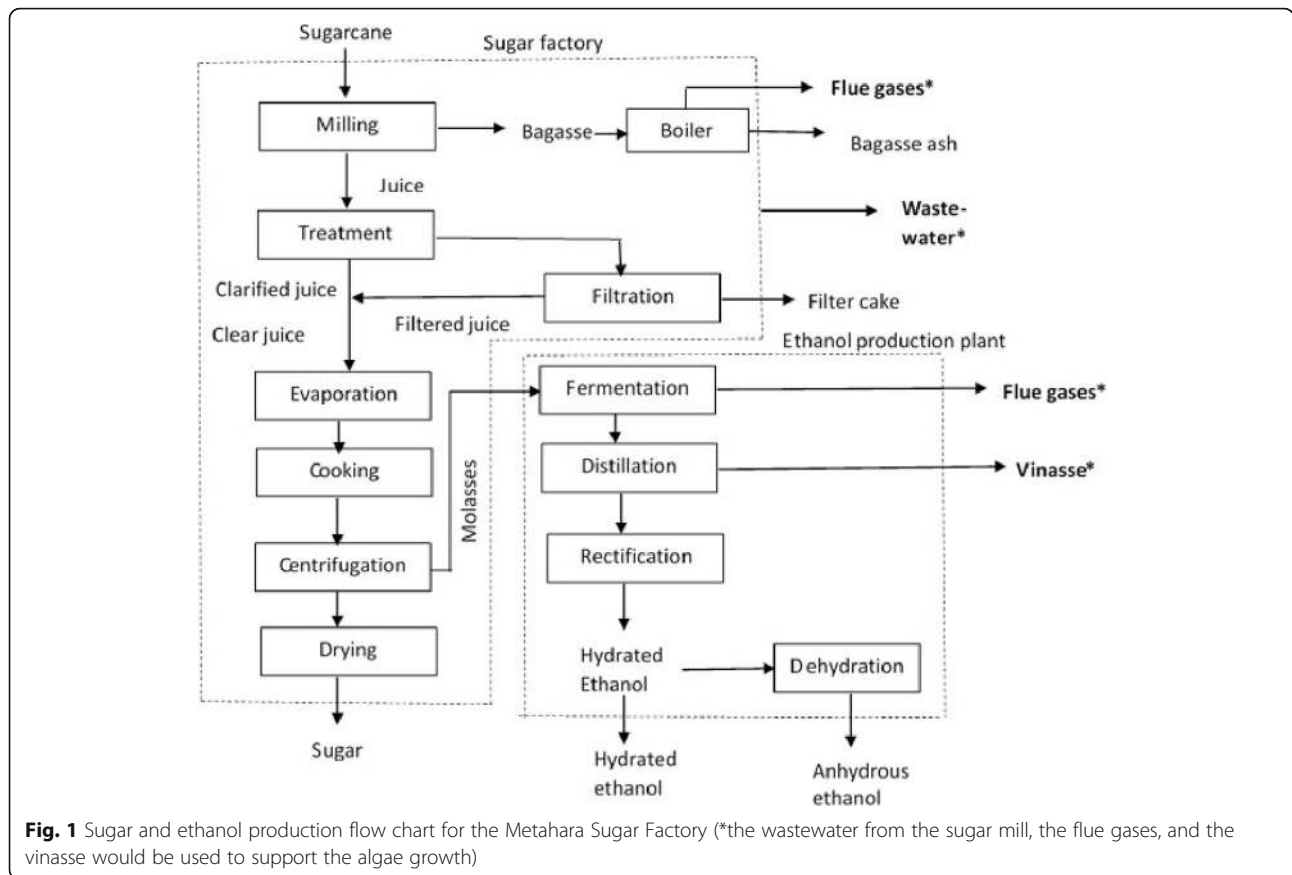 Sugarcane
Sugar factory
Flue gases*
Milling
Bagasse
Boiler
Bagasse ash
Juice
Waste-
water*
Treatment
Clarified juice
Filtration
Filter cake
Filtered juice
Clear juice
Ethanol production plant
Evaporation
Fermentation
Flue gases*
Cooking
Molasses
Distillation
Vinasse*
Centrifugation
Rectification
Drying
Hydrated
Ethanol
Dehydration
Sugar
Hydrated
ethanol
Anhydrous
ethanol
Fig. 1 Sugar and ethanol production flow chart for the Metahara Sugar Factory (*the wastewater from the sugar mill, the flue gases, and the
vinasse would be used to support the algae growth)